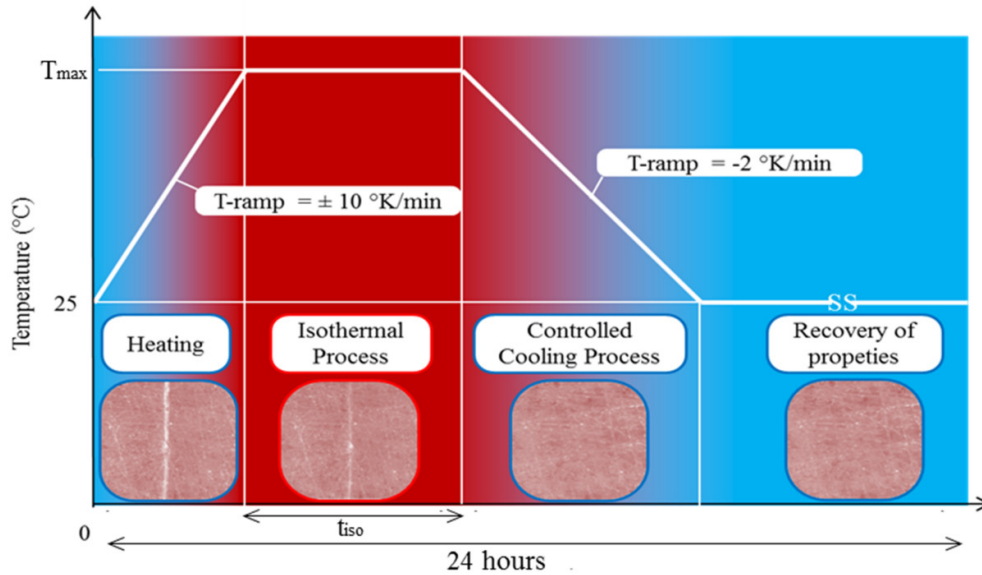 Tmax
T-ramp = -2 °K/min
T-ramp = ± 10 °K/min
Temperature (°C)
25
SS
Heating
Isothermal
Process
Controlled
Cooling Process
Recovery of
propeties
0
tiso
24 hours